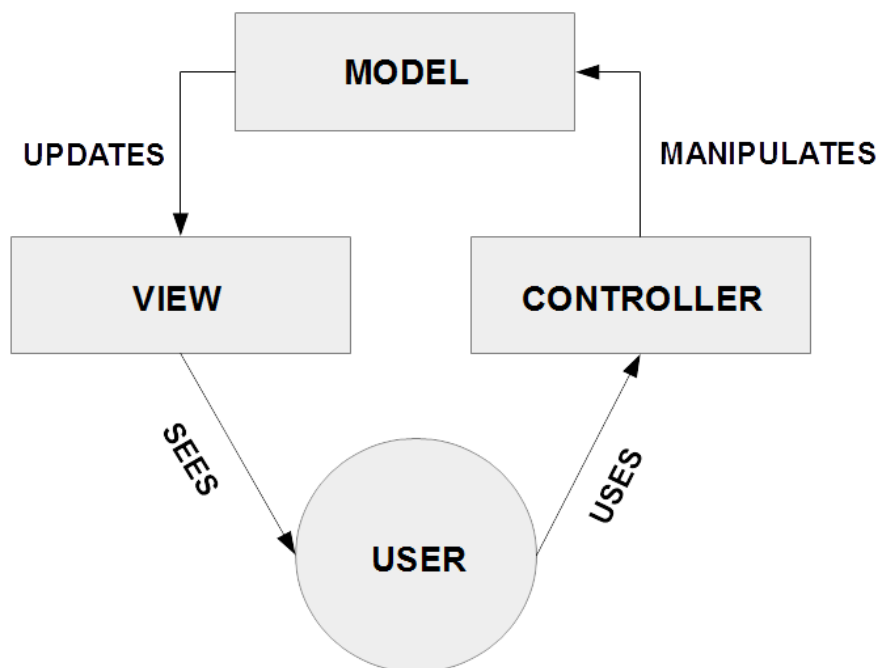 MODEL
UPDATES
MANIPULATES
VIEW
CONTROLLER
SEES
USES
USER